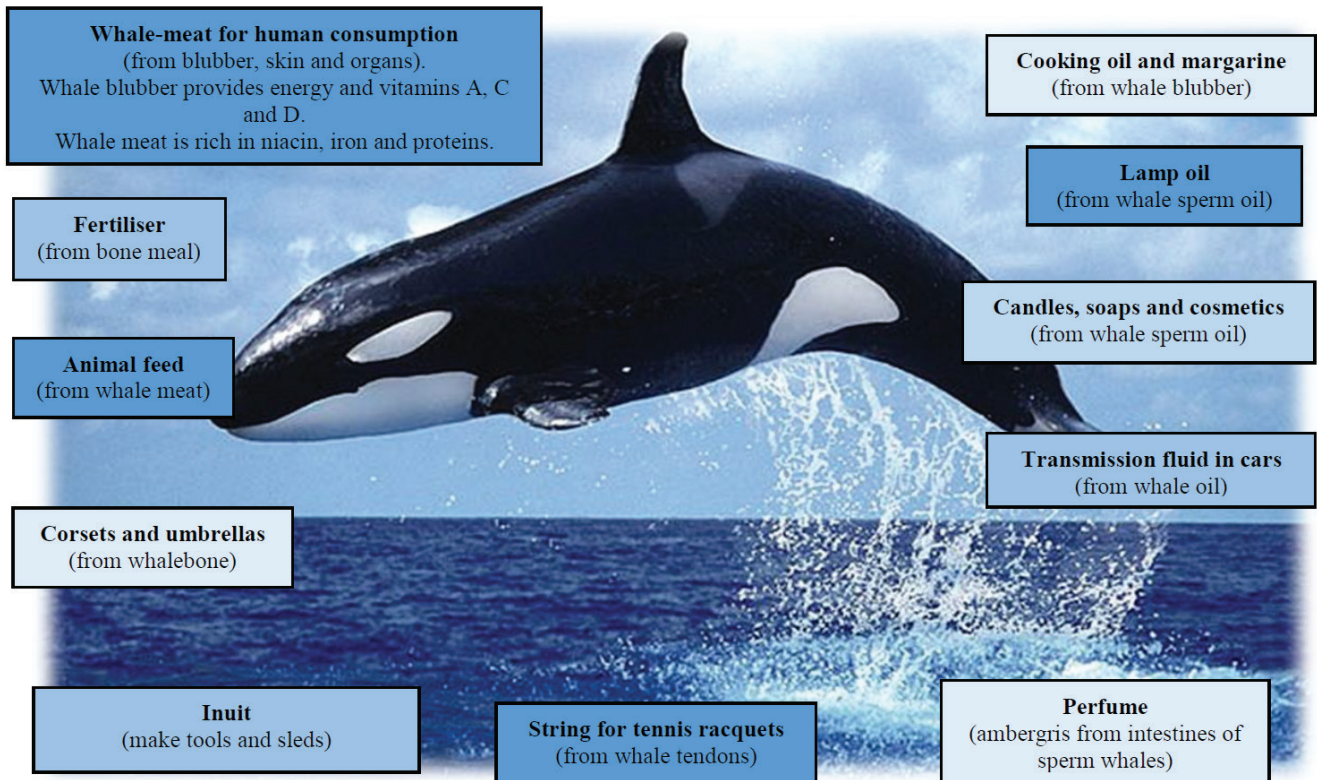 Whale-meat for human consumption
(from blubber, skin and organs).
Whale blubber provides energy and vitamins A, C
and D.
Whale meat is rich in niacin, iron and proteins.
Cooking oil and margarine
(from whale blubber)
Lamp oil
(from whale sperm oil)
Fertiliser
(from bone meal)
Candles, soaps and cosmetics
(from whale sperm oil)
Animal feed
(from whale meat)
Transmission fluid in cars
(from whale oil)
Corsets and umbrellas
(from whalebone)
Inuit
(make tools and sleds)
String for tennis racquets
(from whale tendons)
Perfume
(ambergris from intestines of
sperm whales)